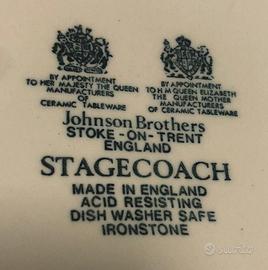 BY APPOINTMENT
TO HER MAJESTY THE QUEEN
MANUFACTURERS
OF
CERAMIC TABLEWARE
BY APPOINTMENT
TO H M QUEEN ELIZABETH
THE QUEEN MOTHER
MANUFACTURERS
OF CERAMIC TABLEWARE
Johnson Brothers
STOKE-ON-TRENT
ENGLAND
STAGECOACH
MADE IN ENGLAND
ACID RESISTING
DISH WASHER SAFE
IRONSTONE
subito